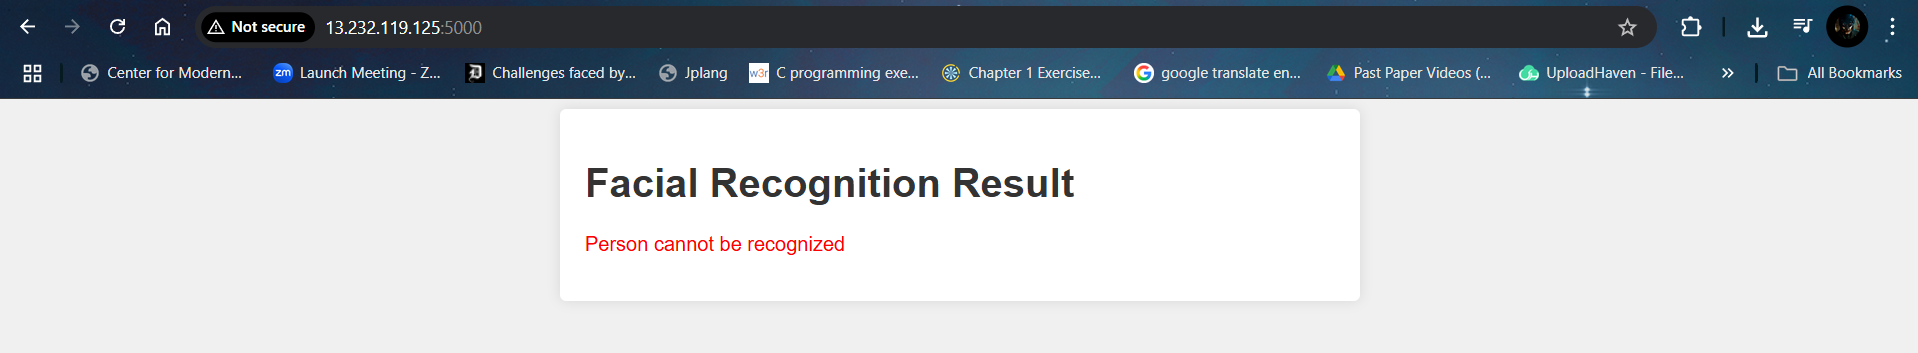 Not secure 13.232.119.125:5000
Center for Modern... zm Launch Meeting - Z... Challenges faced by... Jplang w3r C programming exe... Chapter 1 Exercise... G google translate en... Past Paper Videos (... UploadHaven - File... » All Bookmarks
Facial Recognition Result
Person cannot be recognized